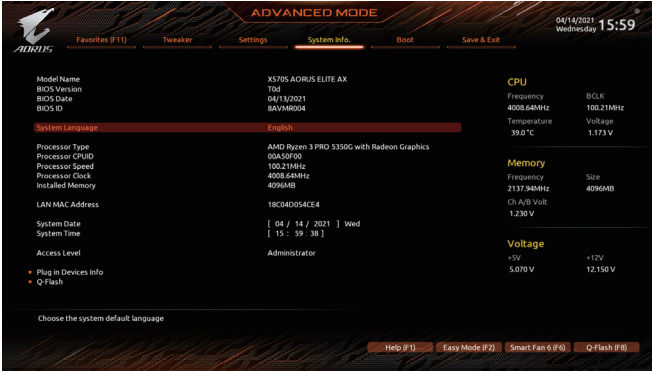 ADVANCED MODE
04/14/2021 Wednesday 15:59
AORUS
Favorites (F11) Tweaker Settings System Info. Boot Save & Exit
Model Name X570S AORUS ELITE AX
BIOS Version T0d
BIOS Date 04/13/2021
BIOS ID 8AVMR004
System Language English
Processor Type AMD Ryzen 3 PRO 5350G with Radeon Graphics
Processor CPUID 00A50F00
Processor Speed 100.21MHz
Processor Clock 4008.64MHz
Installed Memory 4096MB
LAN MAC Address 18C04D054CE4
System Date [ 04 / 14 / 2021 ] Wed
System Time [ 15 : 59 : 38 ]
Access Level Administrator
Plug in Devices Info
Q-Flash
CPU
Frequency BCLK
4008.64MHz 100.21MHz
Temperature Voltage
39.0 °C 1.173 V
Memory
Frequency Size
2137.94MHz 4096MB
Ch A/B Volt
1.230 V
Voltage
+5V +12V
5.070 V 12.150 V
Choose the system default language
Help (F1) Easy Mode (F2) Smart Fan 6 (F6) Q-Flash (F8)